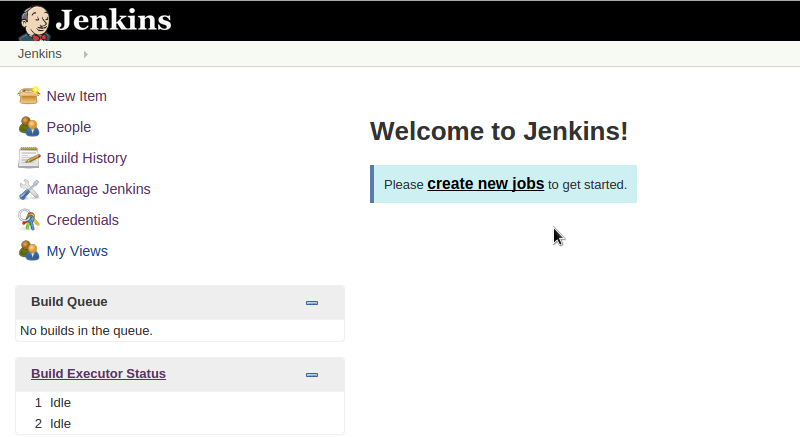 Jenkins
Jenkins
New Item
People
Build History
Manage Jenkins
Credentials
My Views
Welcome to Jenkins!
Please create new jobs to get started.
Build Queue
No builds in the queue.
Build Executor Status
1 Idle
2 Idle